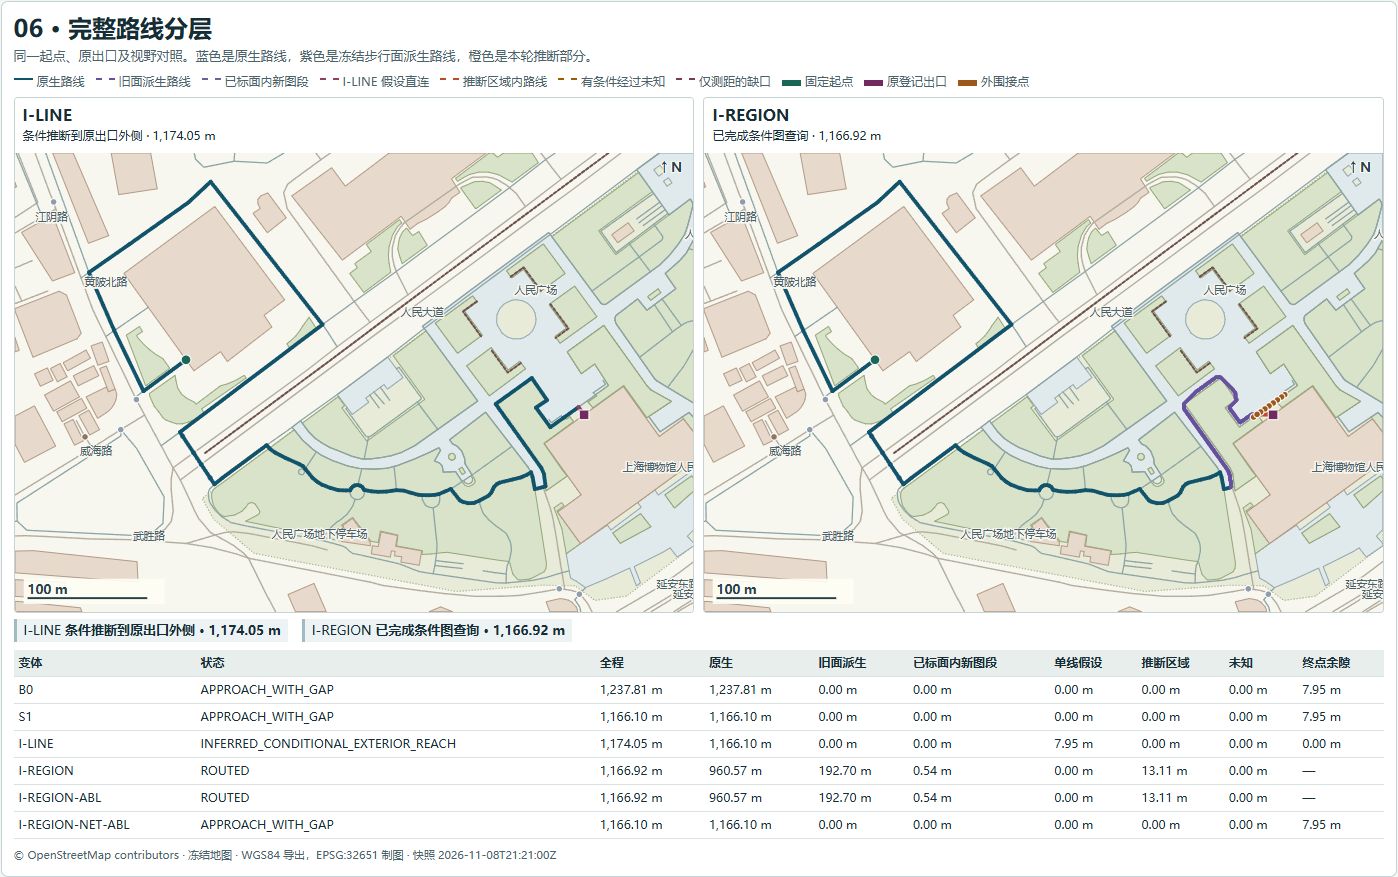 06 • 完整路线分层
同一起点、原出口及视野对照。蓝色是原生路线，紫色是冻结步行面派生路线，橙色是本轮推断部分。
原生路线 旧面派生路线 已标面内新图段 I-LINE 假设直连 推断区域内路线 有条件经过未知 仅测距的缺口 固定起点 原登记出口 外围接点
I-LINE
条件推断到原出口外侧 · 1,174.05 m
↑ N
江阴路
黄陂北路
人民广场
人民大道
威海路
上海博物馆人民
武胜路
人民广场地下停车场
延安东路
延安
100 m
I-REGION
已完成条件图查询 · 1,166.92 m
↑ N
江阴路
黄陂北路
人民广场
人民大道
威海路
上海博物馆人民
武胜路
人民广场地下停车场
延安东路
延安
100 m
I-LINE 条件推断到原出口外侧 • 1,174.05 m
I-REGION 已完成条件图查询 • 1,166.92 m
变体 状态 全程 原生 旧面派生 已标面内新图段 单线假设 推断区域 未知 终点余隙
B0 APPROACH_WITH_GAP 1,237.81 m 1,237.81 m 0.00 m 0.00 m 0.00 m 0.00 m 0.00 m 7.95 m
S1 APPROACH_WITH_GAP 1,166.10 m 1,166.10 m 0.00 m 0.00 m 0.00 m 0.00 m 0.00 m 7.95 m
I-LINE INFERRED_CONDITIONAL_EXTERIOR_REACH 1,174.05 m 1,166.10 m 0.00 m 0.00 m 7.95 m 0.00 m 0.00 m 0.00 m
I-REGION ROUTED 1,166.92 m 960.57 m 192.70 m 0.54 m 0.00 m 13.11 m 0.00 m —
I-REGION-ABL ROUTED 1,166.92 m 960.57 m 192.70 m 0.54 m 0.00 m 13.11 m 0.00 m —
I-REGION-NET-ABL APPROACH_WITH_GAP 1,166.10 m 1,166.10 m 0.00 m 0.00 m 0.00 m 0.00 m 0.00 m 7.95 m
© OpenStreetMap contributors · 冻结地图 · WGS84 导出，EPSG:32651 制图 · 快照 2026-11-08T21:21:00Z